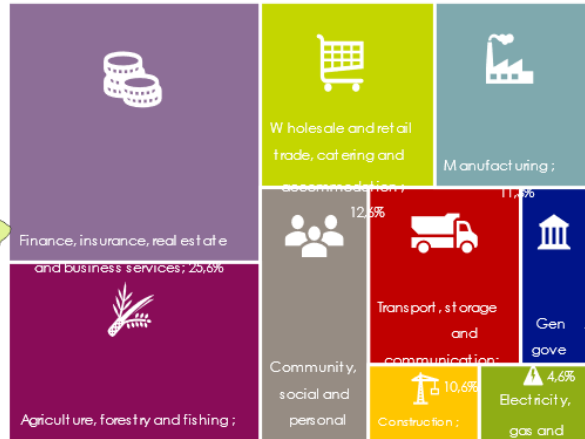 Finance, insurance, real estate
and business services; 25,6%
Wholesale and retail
trade, catering and
accommodation ;
12,6%
Manufacturing ;
Agriculture, forestry and fishing ;
Community,
social and
personal
Transport, storage
and
communication;
10,6%
Gen
gove
4,6%
Construction ;
Electricity,
gas and